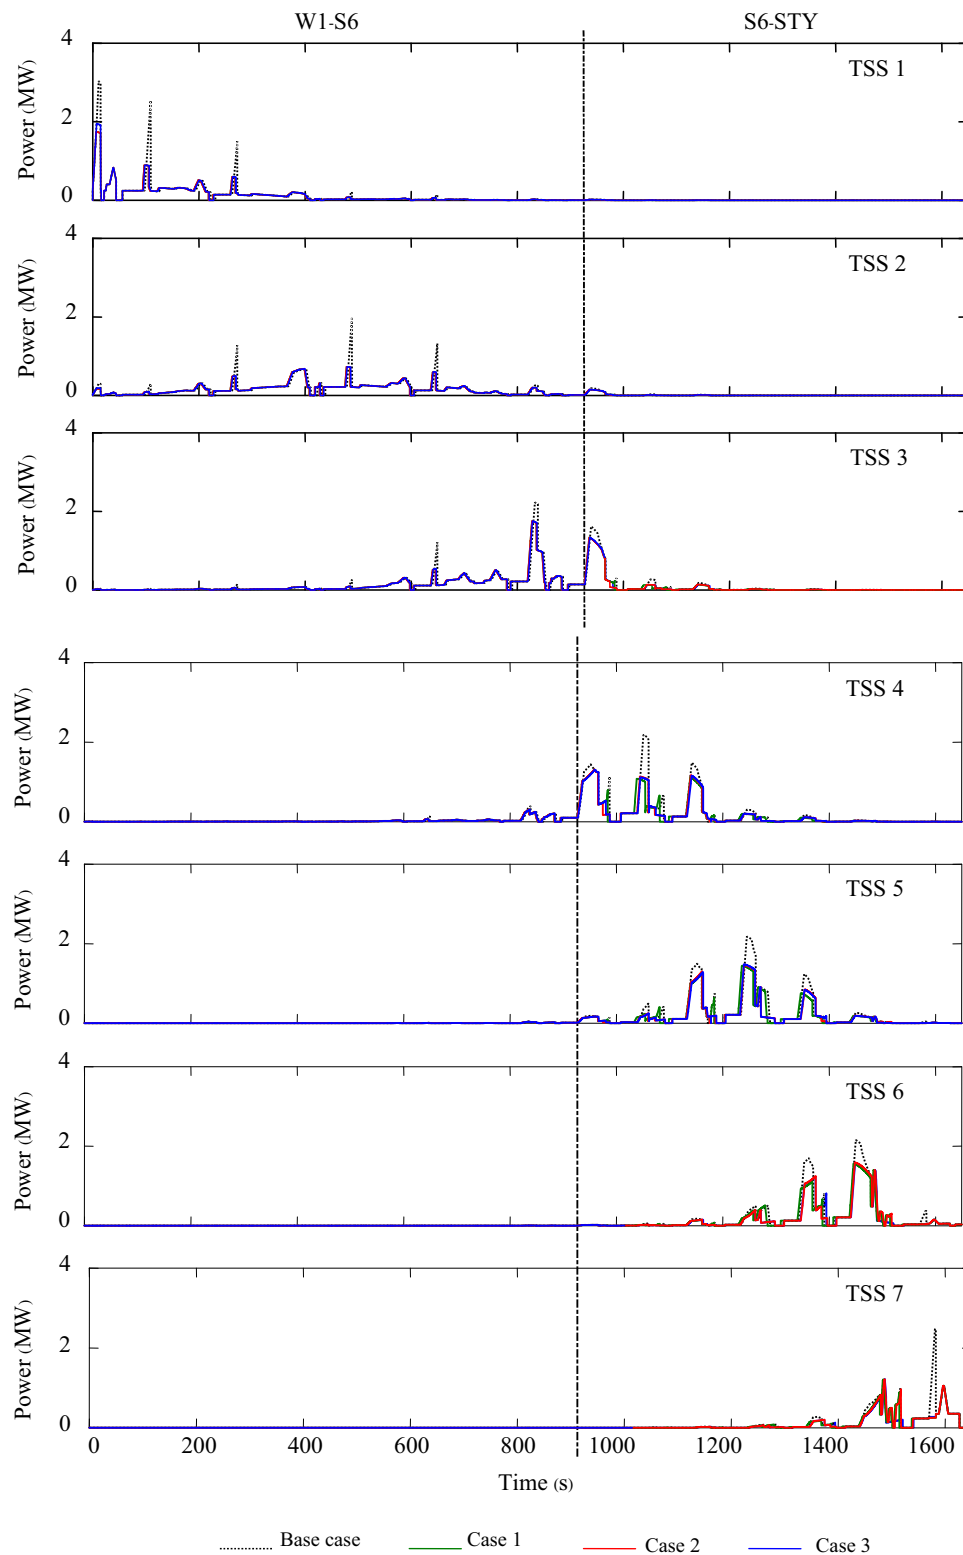 W1-S6 S6-STY
4
TSS 1
Power (MW)
2
0
4
TSS 2
Power (MW)
2
0
4
TSS 3
Power (MW)
2
0
4
TSS 4
Power (MW)
2
0
4
TSS 5
Power (MW)
2
0
4
TSS 6
Power (MW)
2
0
4
TSS 7
Power (MW)
2
0
0 200 400 600 800 1000 1200 1400 1600
Time (s)
Base case Case 1 Case 2 Case 3